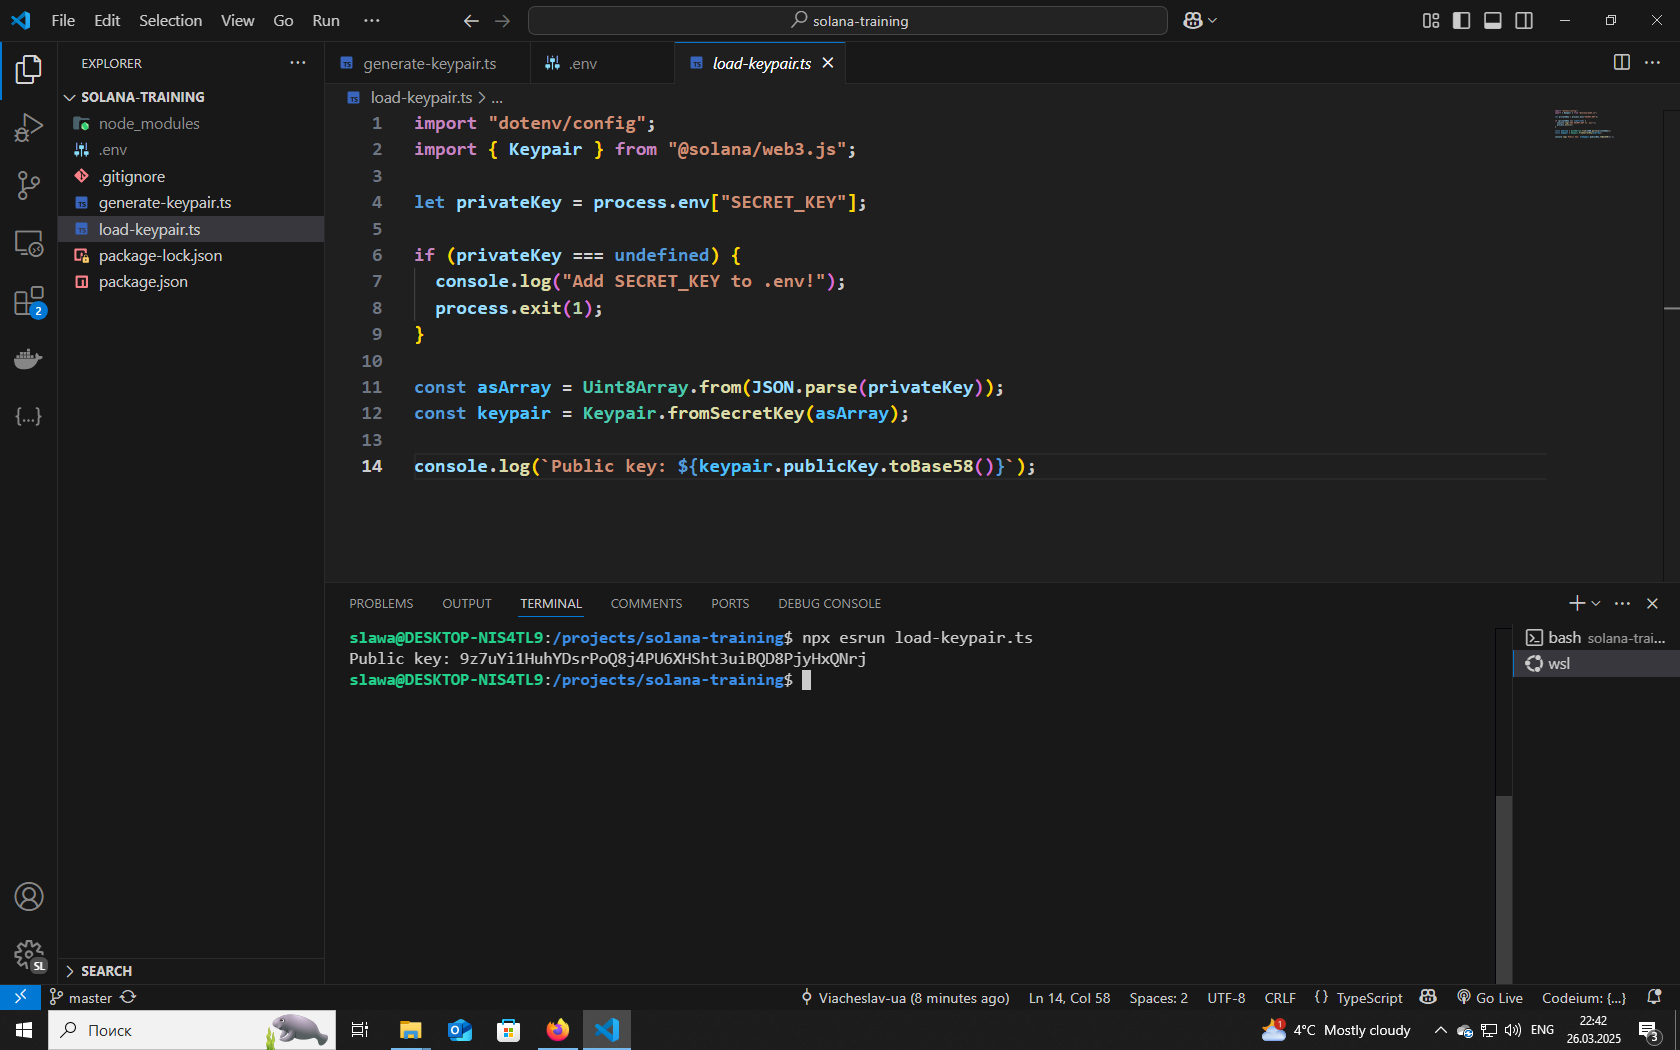 File Edit Selection View Go Run ...
solana-training
EXPLORER
SOLANA-TRAINING
node_modules
.env
.gitignore
generate-keypair.ts
load-keypair.ts
package-lock.json
package.json
2
SL
SEARCH
generate-keypair.ts
.env
load-keypair.ts
load-keypair.ts > ...
1 import "dotenv/config";
2 import { Keypair } from "@solana/web3.js";
3
4 let privateKey = process.env["SECRET_KEY"];
5
6 if (privateKey === undefined) {
7 console.log("Add SECRET_KEY to .env!");
8 process.exit(1);
9 }
10
11 const asArray = Uint8Array.from(JSON.parse(privateKey));
12 const keypair = Keypair.fromSecretKey(asArray);
13
14 console.log(`Public key: ${keypair.publicKey.toBase58()}`);
PROBLEMS OUTPUT TERMINAL COMMENTS PORTS DEBUG CONSOLE
slawa@DESKTOP-NIS4TL9:/projects/solana-training$ npx esrun load-keypair.ts
Public key: 9z7uYi1HuhYDsrPoQ8j4PU6XHSht3uiBQD8PjyHxQNrj
slawa@DESKTOP-NIS4TL9:/projects/solana-training$
bash solana-trai...
wsl
master
Viacheslav-ua (8 minutes ago) Ln 14, Col 58 Spaces: 2 UTF-8 CRLF {} TypeScript Go Live Codeium: {...}
Поиск
1
4°C Mostly cloudy
ENG
22:42
26.03.2025
3